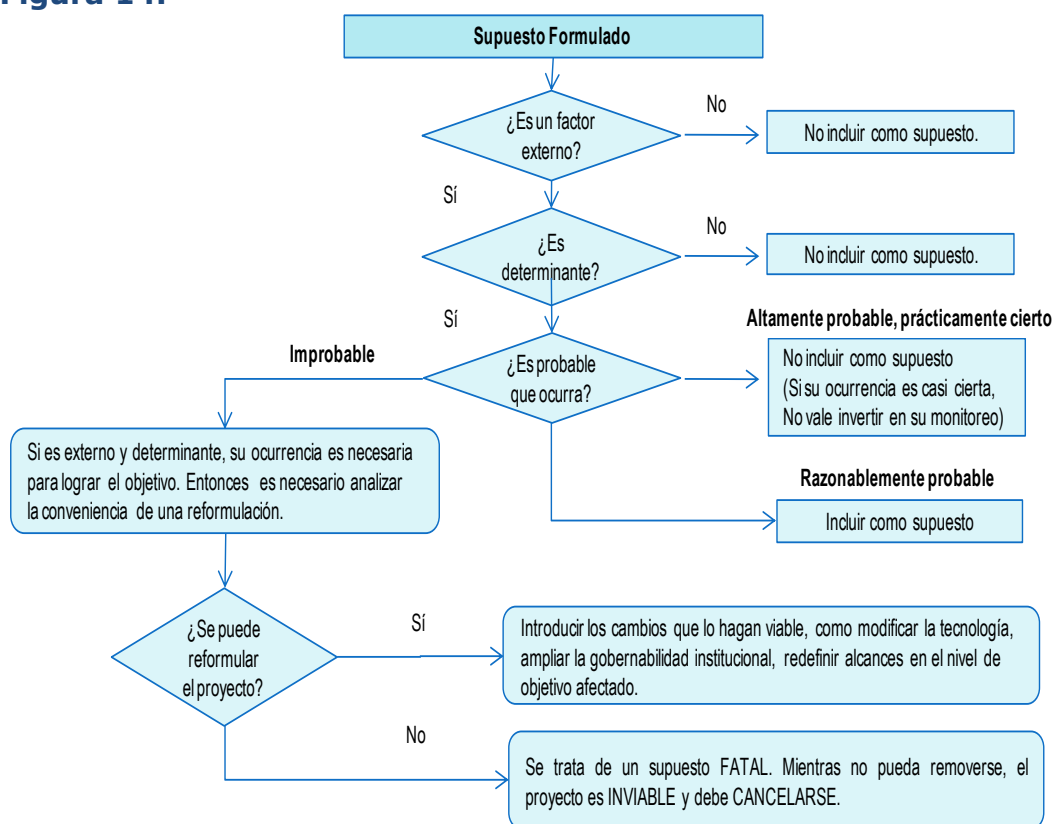 Supuesto Formulado
¿Es un factor
externo?
No
No incluir como supuesto.
Sí
¿Es
determinante?
No
No incluir como supuesto.
Sí
Altamente probable, prácticamente cierto
Improbable
¿Es probable
que ocurra?
No incluir como supuesto
(Si su ocurrencia es casi cierta,
No vale invertir en su monitoreo)
Si es externo y determinante, su ocurrencia es necesaria
para lograr el objetivo. Entonces es necesario analizar
la conveniencia de una reformulación.
Razonablemente probable
Incluir como supuesto
¿Se puede
reformular
el proyecto?
Sí
Introducir los cambios que lo hagan viable, como modificar la tecnología,
ampliar la gobernabilidad institucional, redefinir alcances en el nivel de
objetivo afectado.
No
Se trata de un supuesto FATAL. Mientras no pueda removerse, el
proyecto es INVIABLE y debe CANCELARSE.